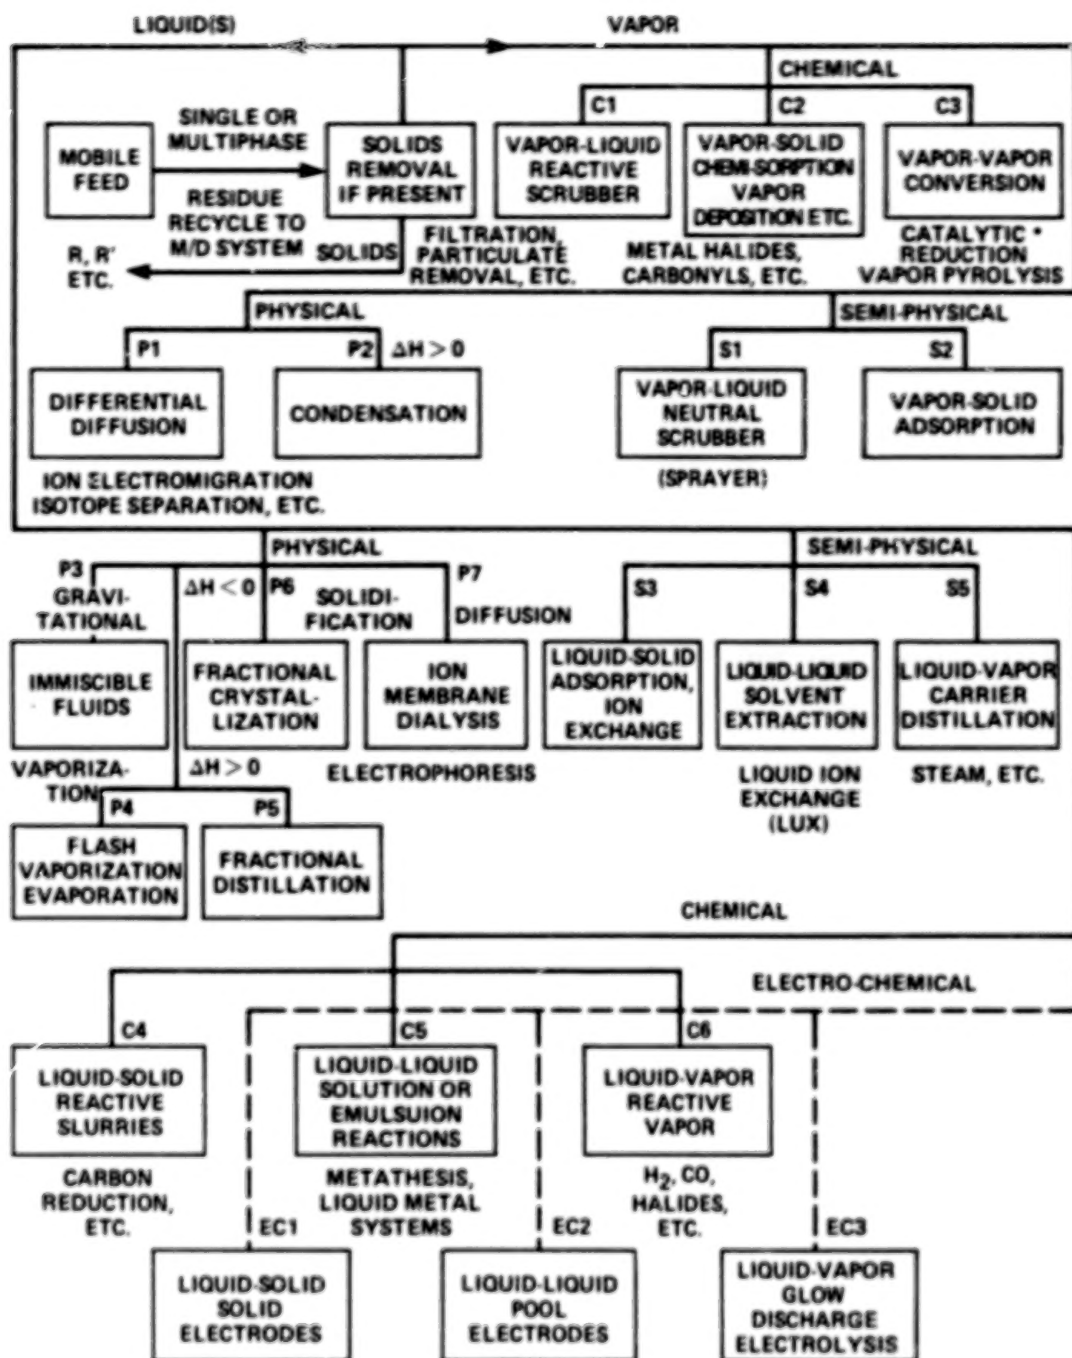 LIQUID(S)
VAPOR
CHEMICAL
C1
C2
C3
SINGLE OR
MULTIPHASE
MOBILE
FEED
SOLIDS
REMOVAL
IF PRESENT
VAPOR-LIQUID
REACTIVE
SCRUBBER
VAPOR-SOLID
CHEMI-SORPTION
VAPOR
DEPOSITION ETC.
VAPOR-VAPOR
CONVERSION
RESIDUE
RECYCLE TO
M/D SYSTEM
R, R'
ETC.
SOLIDS
FILTRATION,
PARTICULATE
REMOVAL, ETC.
METAL HALIDES,
CARBONYLS, ETC.
CATALYTIC *
REDUCTION
VAPOR PYROLYSIS
PHYSICAL
SEMI-PHYSICAL
P1
P2
ΔH > 0
S1
S2
DIFFERENTIAL
DIFFUSION
CONDENSATION
VAPOR-LIQUID
NEUTRAL
SCRUBBER
VAPOR-SOLID
ADSORPTION
ION ELECTROMIGRATION
ISOTOPE SEPARATION, ETC.
(SPRAYER)
PHYSICAL
SEMI-PHYSICAL
P3
GRAVI-
TATIONAL
ΔH < 0
P6
SOLIDI-
FICATION
P7
DIFFUSION
S3
S4
S5
IMMISCIBLE
FLUIDS
FRACTIONAL
CRYSTAL-
LIZATION
ION
MEMBRANE
DIALYSIS
LIQUID-SOLID
ADSORPTION,
ION
EXCHANGE
LIQUID-LIQUID
SOLVENT
EXTRACTION
LIQUID-VAPOR
CARRIER
DISTILLATION
VAPORIZA-
TION
ΔH > 0
ELECTROPHORESIS
LIQUID ION
EXCHANGE
(LUX)
STEAM, ETC.
P4
P5
FLASH
VAPORIZATION
EVAPORATION
FRACTIONAL
DISTILLATION
CHEMICAL
ELECTRO-CHEMICAL
C4
C5
C6
LIQUID-SOLID
REACTIVE
SLURRIES
LIQUID-LIQUID
SOLUTION OR
EMULSUION
REACTIONS
LIQUID-VAPOR
REACTIVE
VAPOR
CARBON
REDUCTION,
ETC.
METATHESIS,
LIQUID METAL
SYSTEMS
H2, CO,
HALIDES,
ETC.
EC1
EC2
EC3
LIQUID-SOLID
SOLID
ELECTRODES
LIQUID-LIQUID
POOL
ELECTRODES
LIQUID-VAPOR
GLOW
DISCHARGE
ELECTROLYSIS